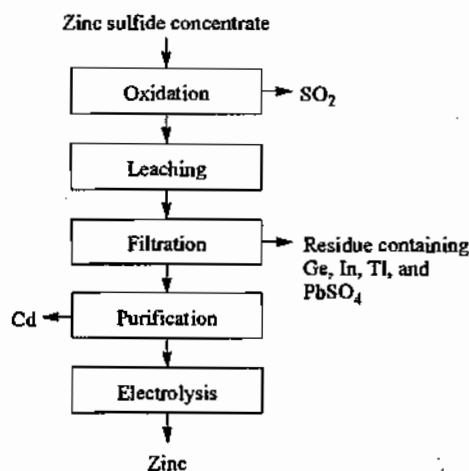 Zinc sulfide concentrate
Oxidation
SO2
Leaching
Filtration
Residue containing
Ge, In, Tl, and
PbSO4
Cd
Purification
Electrolysis
Zinc